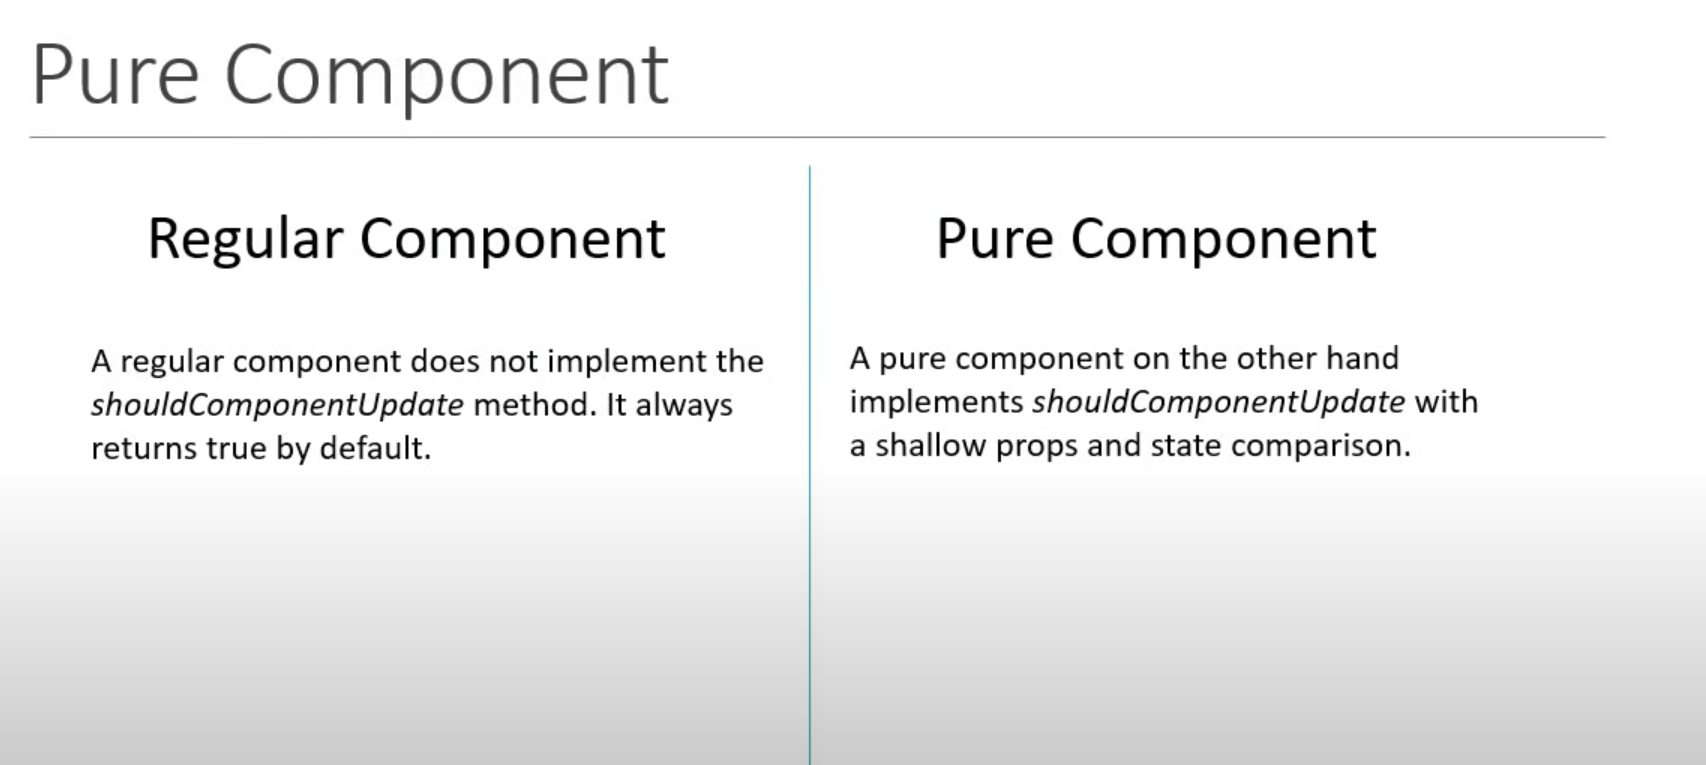 Pure Component
Regular Component
A regular component does not implement the
shouldComponentUpdate method. It always
returns true by default.
Pure Component
A pure component on the other hand
implements shouldComponentUpdate with
a shallow props and state comparison.